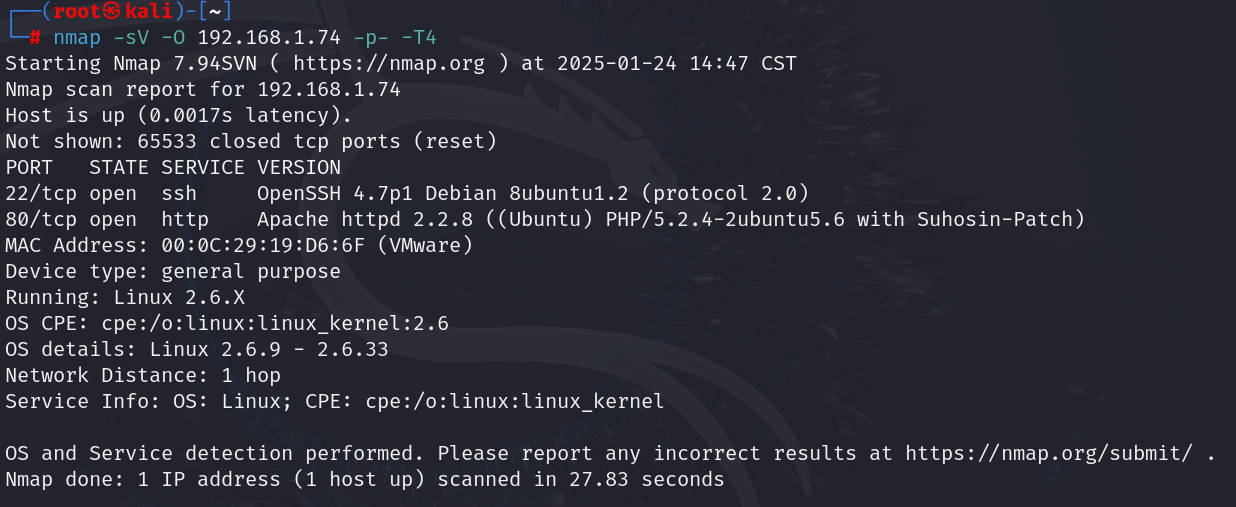 ┌──(root㉿kali)-[~]
└─# nmap -sV -O 192.168.1.74 -p- -T4
Starting Nmap 7.94SVN ( https://nmap.org ) at 2025-01-24 14:47 CST
Nmap scan report for 192.168.1.74
Host is up (0.0017s latency).
Not shown: 65533 closed tcp ports (reset)
PORT   STATE SERVICE VERSION
22/tcp open  ssh     OpenSSH 4.7p1 Debian 8ubuntu1.2 (protocol 2.0)
80/tcp open  http    Apache httpd 2.2.8 ((Ubuntu) PHP/5.2.4-2ubuntu5.6 with Suhosin-Patch)
MAC Address: 00:0C:29:19:D6:6F (VMware)
Device type: general purpose
Running: Linux 2.6.X
OS CPE: cpe:/o:linux:linux_kernel:2.6
OS details: Linux 2.6.9 - 2.6.33
Network Distance: 1 hop
Service Info: OS: Linux; CPE: cpe:/o:linux:linux_kernel

OS and Service detection performed. Please report any incorrect results at https://nmap.org/submit/ .
Nmap done: 1 IP address (1 host up) scanned in 27.83 seconds